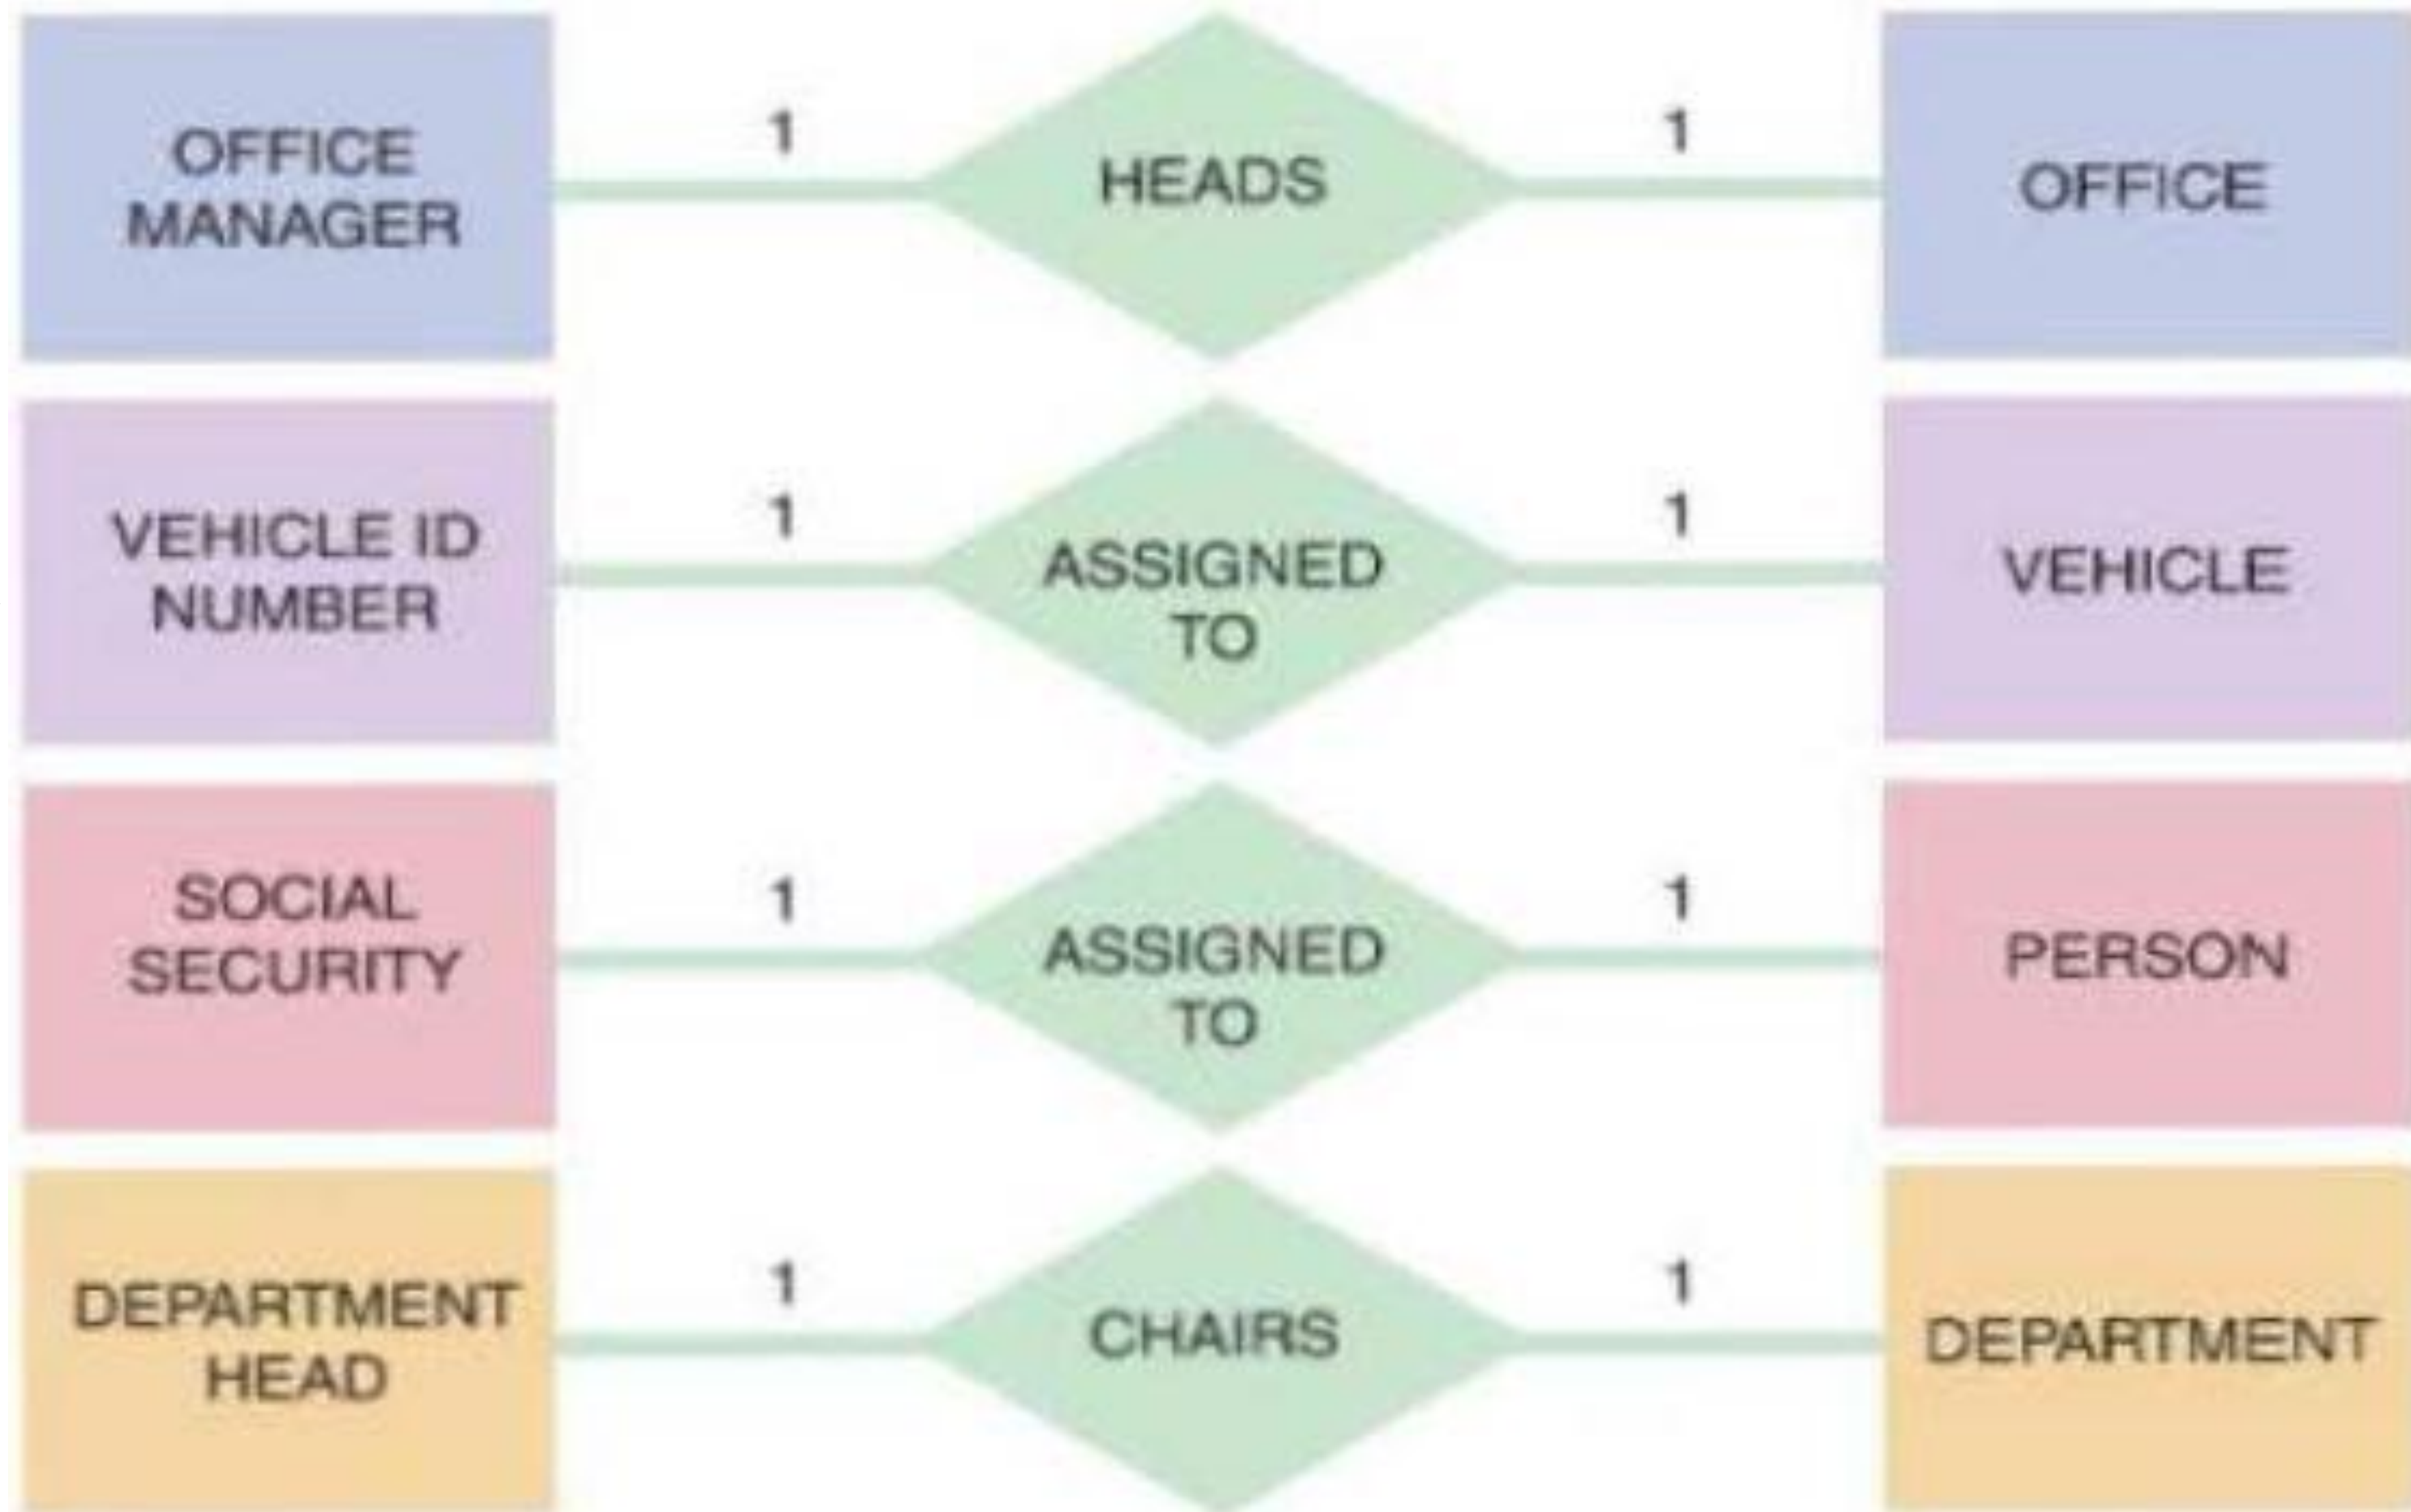 OFFICE
MANAGER
1
HEADS
1
OFFICE
VEHICLE ID
NUMBER
1
ASSIGNED
TO
1
VEHICLE
SOCIAL
SECURITY
1
ASSIGNED
TO
1
PERSON
DEPARTMENT
HEAD
1
CHAIRS
1
DEPARTMENT